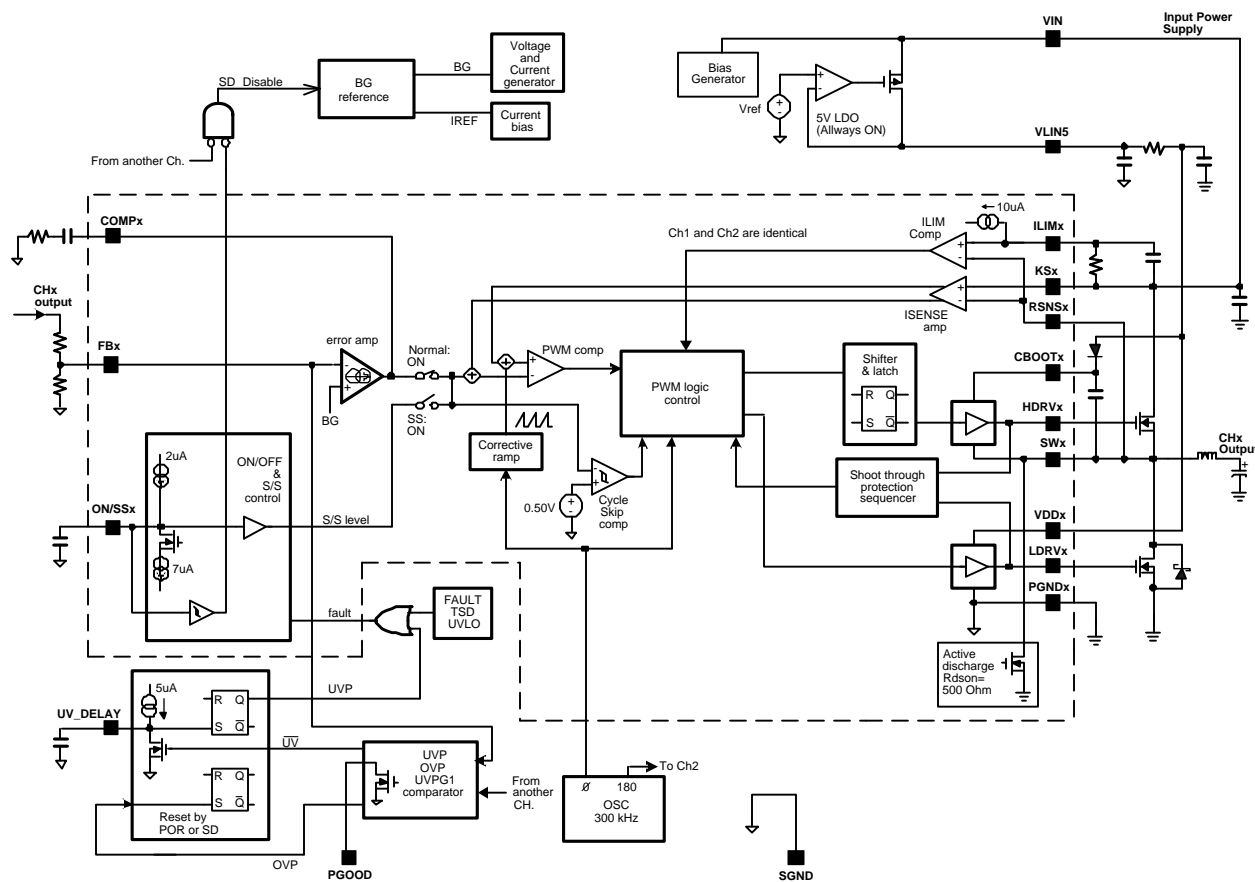 VIN
Input Power
Supply
Voltage
and
Current
generator
BG
BG
reference
SD Disable
IREF
Current
bias
Bias
Generator
Vref
+
-
+
-
5V LDO
(Allways ON)
VLIN5
From another Ch.
COMPx
10uA
ILIM
Comp
ILIMx
Ch1 and Ch2 are identical
+
-
KSx
+
-
ISENSE
amp
RSNSx
CHx
output
FBx
error amp
-
+
BG
Normal:
ON
SS:
ON
PWM comp
+
-
PWM logic
control
Shifter
& latch
R Q
S Q
CBOOTx
HDRVx
SWx
CHx
Output
+
Corrective
ramp
2uA
ON/OFF
&
S/S
control
ON/SSx
S/S level
7uA
0.50V
+
-
-
+
Cycle
Skip
comp
Shoot through
protection
sequencer
VDDx
LDRVx
PGNDx
fault
FAULT
TSD
UVLO
Active
discharge
Rdson=
500 Ohm
5uA
R Q
S Q
UVP
UV_DELAY
UV
R Q
S Q
Reset by
POR or SD
OVP
UVP
OVP
UVPG1
comparator
From
another
CH.
PGOOD
To Ch2
0 180
OSC
300 kHz
SGND